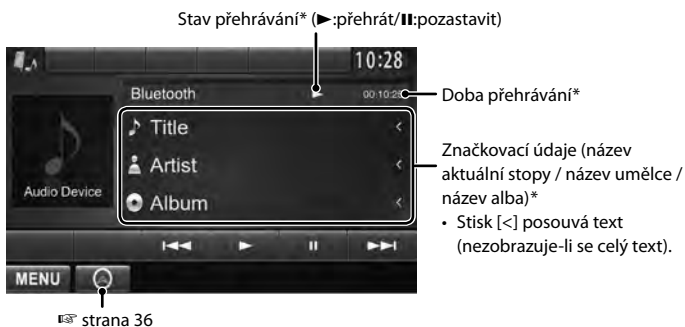 Stav přehrávání* (►:přehrát/II:pozastavit)
10:28
Bluetooth ► 00:10:28
Doba přehrávání*
Title <
Artist <
Album <
Audio Device
Značkovací údaje (název
aktuální stopy / název umělce /
název alba)*
• Stisk [<] posouvá text
(nezobrazuje-li se celý text).
MENU
☞ strana 36